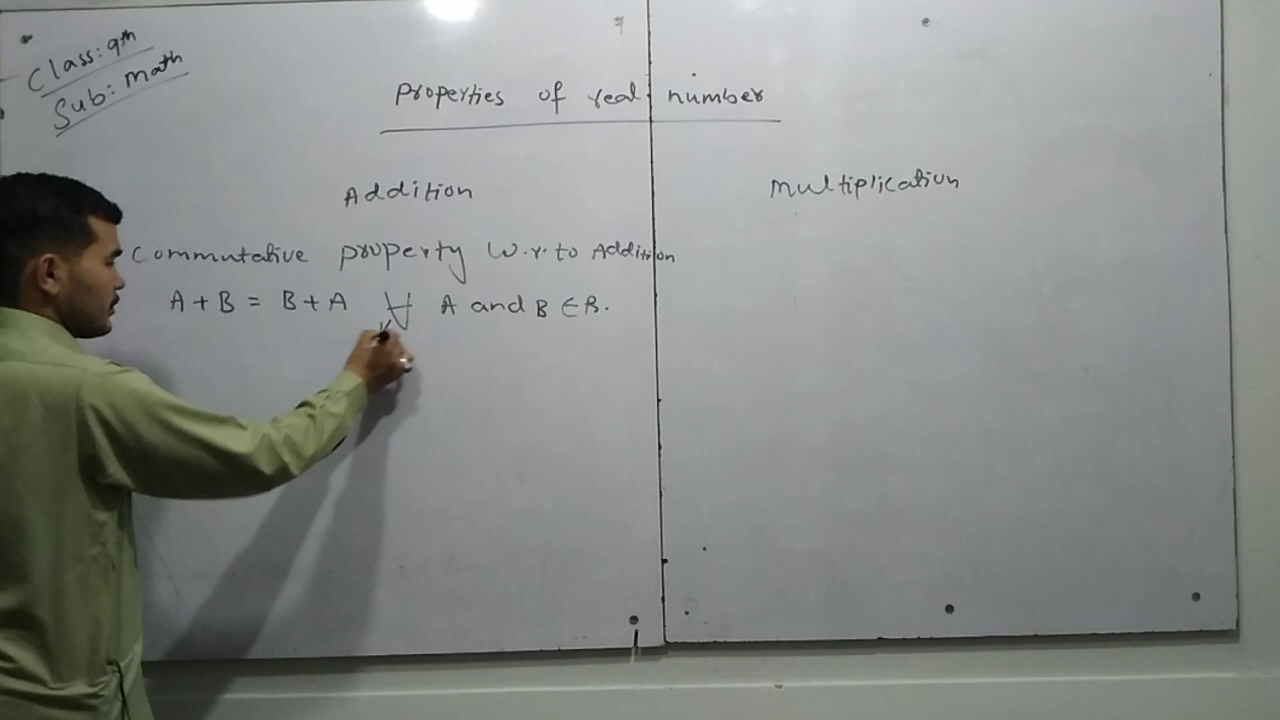 Class: 9th
Sub: Math
Properties of real number
Addition
Multiplication
Commutative property W.r.to Addition
A + B = B + A ∀ A and B ∈ R.